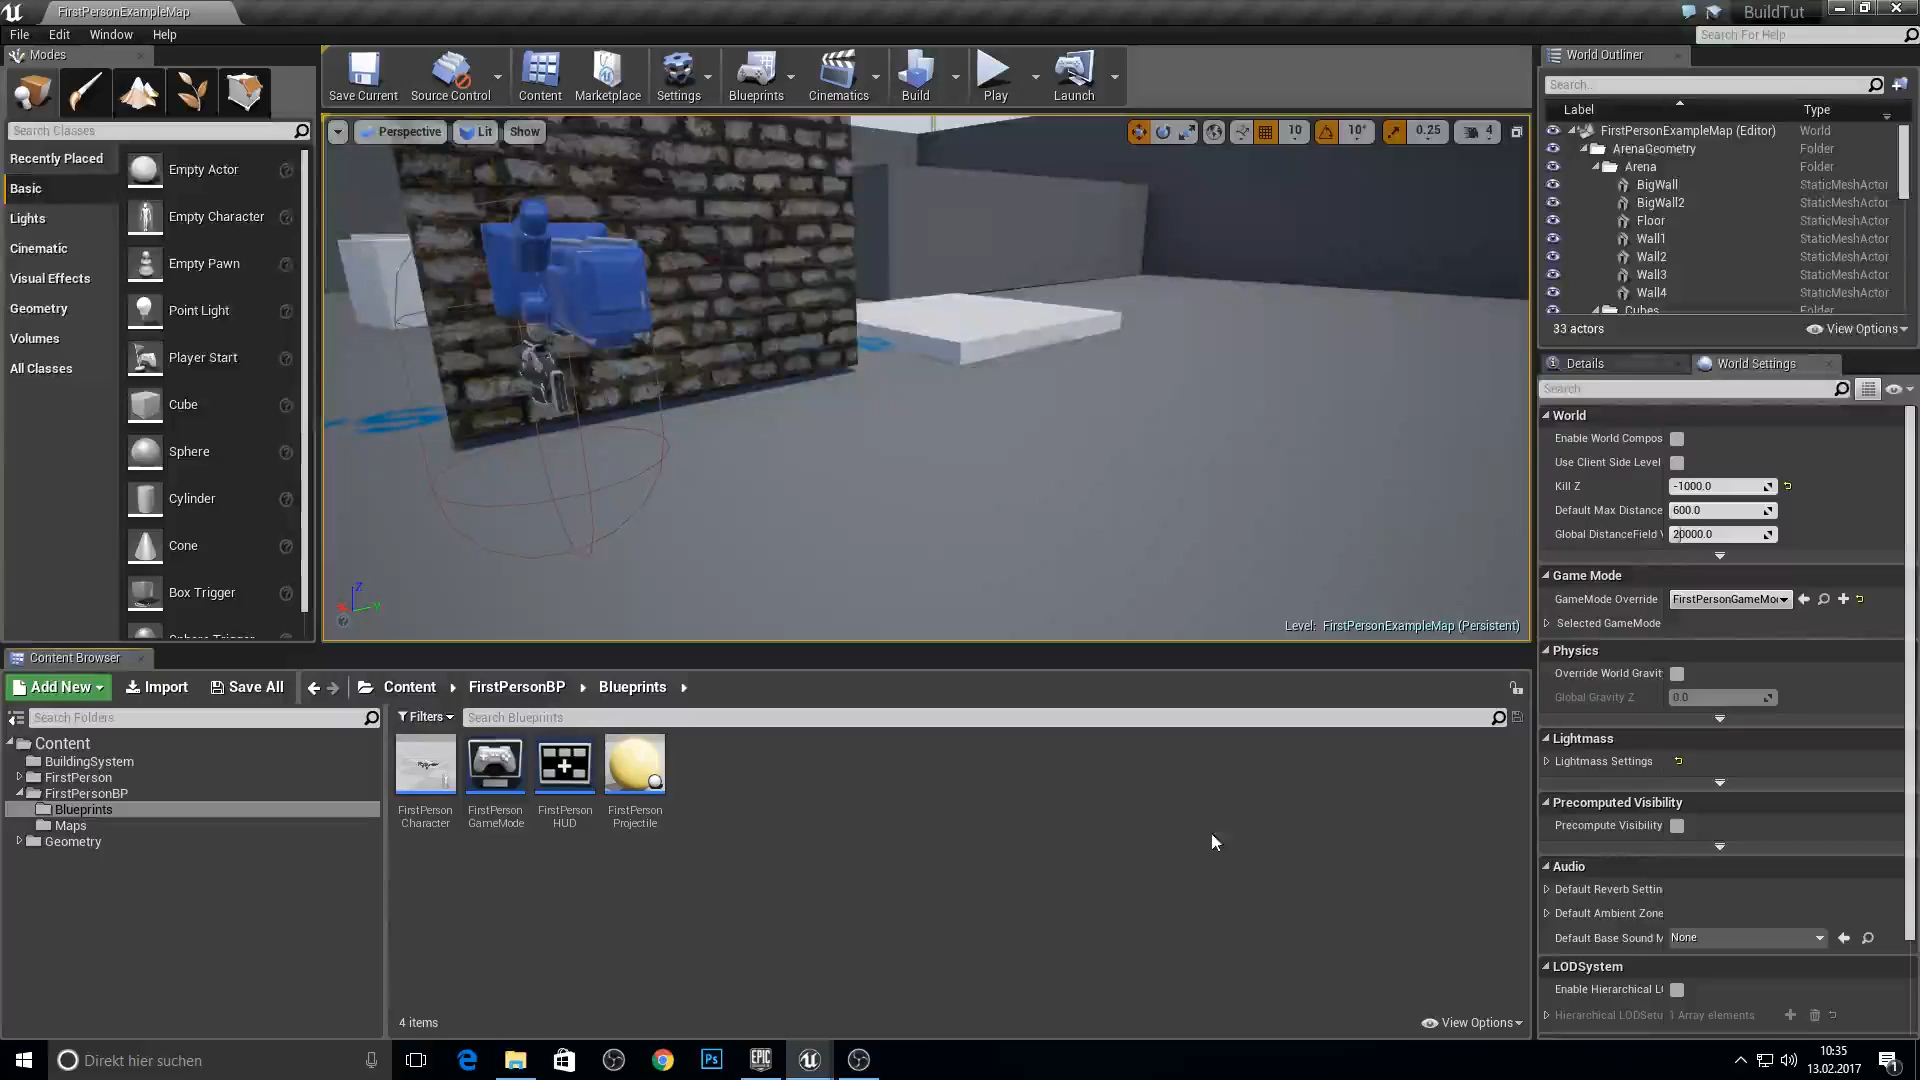 FirstPersonExampleMap
BuildTut
File Edit Window Help
Search For Help
Modes
Search Classes
Recently Placed
Basic
Lights
Cinematic
Visual Effects
Geometry
Volumes
All Classes
Empty Actor
Empty Character
Empty Pawn
Point Light
Player Start
Cube
Sphere
Cylinder
Cone
Box Trigger
Sphere Trigger
Save Current
Source Control
Content
Marketplace
Settings
Blueprints
Cinematics
Build
Play
Launch
Perspective Lit Show
10 10° 0.25 4
Level: FirstPersonExampleMap (Persistent)
World Outliner
Search...
Label Type
FirstPersonExampleMap (Editor) World
ArenaGeometry Folder
Arena Folder
BigWall StaticMeshActor
BigWall2 StaticMeshActor
Floor StaticMeshActor
Wall1 StaticMeshActor
Wall2 StaticMeshActor
Wall3 StaticMeshActor
Wall4 StaticMeshActor
Cubes Folder
33 actors View Options
Details World Settings
Search
World
Enable World Compos
Use Client Side Level
Kill Z -1000.0
Default Max Distance 600.0
Global DistanceField V 20000.0
Game Mode
GameMode Override FirstPersonGameMo
Selected GameMode
Physics
Override World Gravit
Global Gravity Z 0.0
Lightmass
Lightmass Settings
Precomputed Visibility
Precompute Visibility
Audio
Default Reverb Settin
Default Ambient Zone
Default Base Sound M None
LODSystem
Enable Hierarchical L
Hierarchical LODSetu 1 Array elements
Content Browser
Add New Import Save All Content FirstPersonBP Blueprints
Search Folders
Filters Search Blueprints
Content
BuildingSystem
FirstPerson
FirstPersonBP
Blueprints
Maps
Geometry
FirstPerson Character
FirstPerson GameMode
FirstPerson HUD
FirstPerson Projectile
4 items View Options
Direkt hier suchen
Ps
EPIC GAMES
10:35
13.02.2017
1